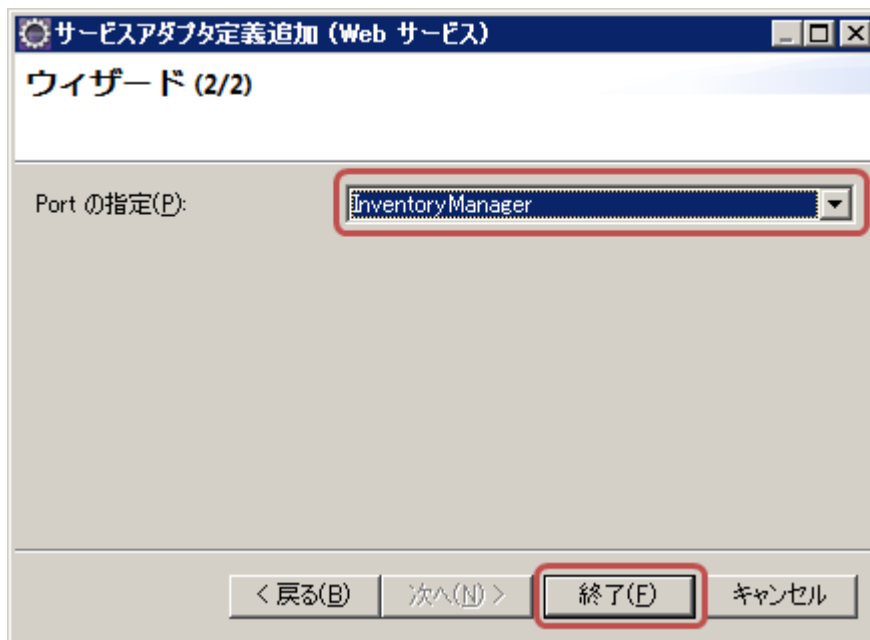 サービスアダプタ定義追加（Web サービス）
ウィザード (2/2)
Port の指定(P): InventoryManager
< 戻る(B) 次へ(N) > 終了(F) キャンセル